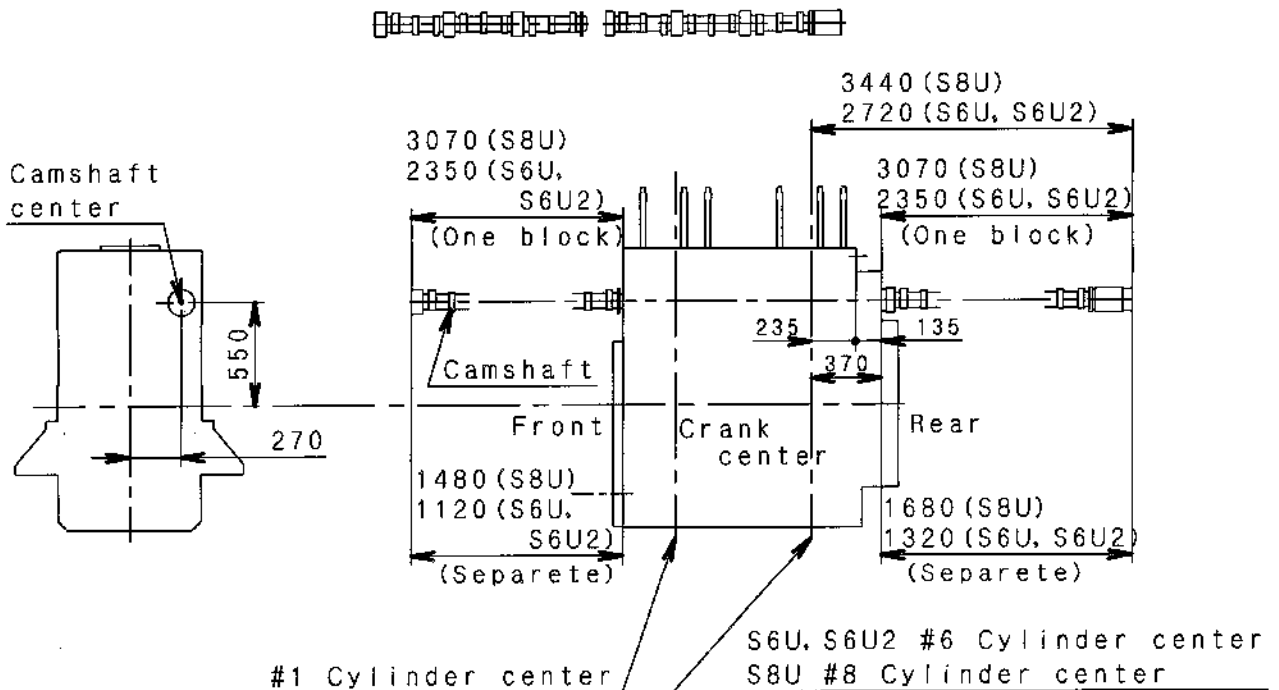 3440(S8U)
2720(S6U, S6U2)
3070(S8U)
2350(S6U,
S6U2)
(One block)
3070(S8U)
2350(S6U, S6U2)
(One block)
Camshaft
center
235
135
550
Camshaft
370
Front
Crank
center
Rear
270
1480(S8U)
1120(S6U,
S6U2)
(Separete)
1680(S8U)
1320(S6U, S6U2)
(Separete)
#1 Cylinder center
S6U, S6U2 #6 Cylinder center
S8U #8 Cylinder center